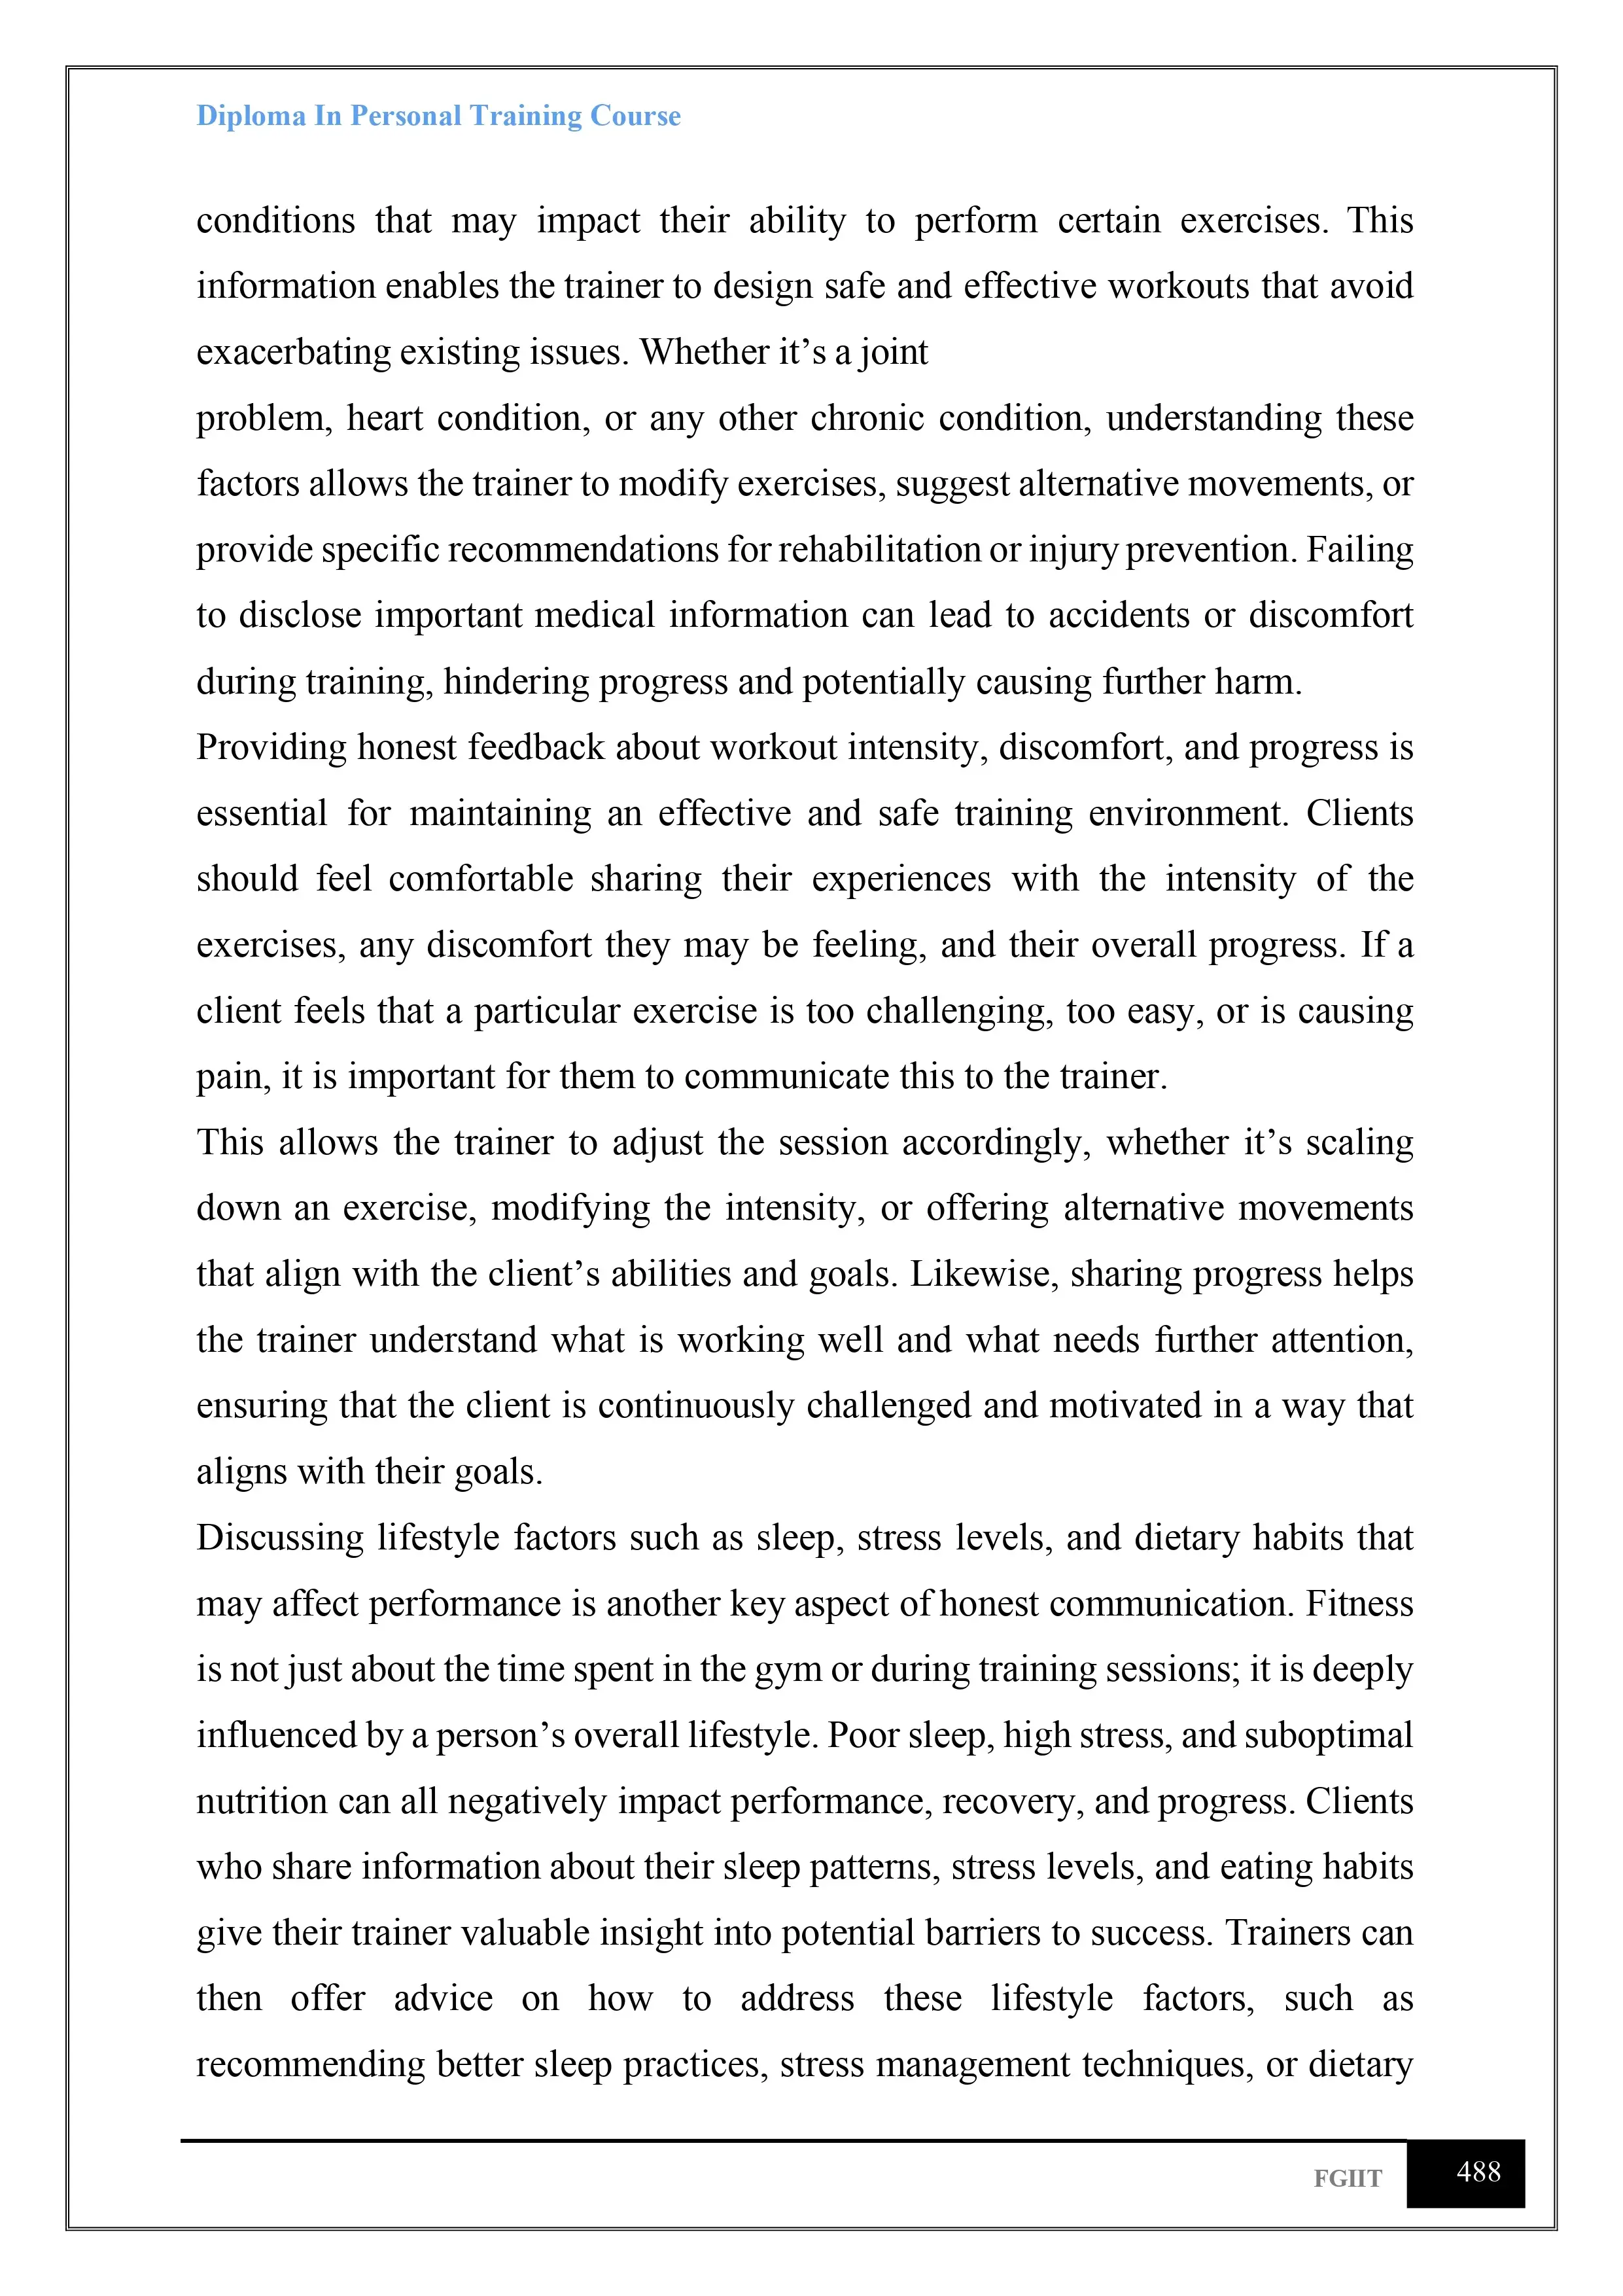 Diploma In Personal Training Course
conditions that may impact their ability to perform certain exercises. This
information enables the trainer to design safe and effective workouts that avoid
exacerbating existing issues. Whether it’s a joint
problem, heart condition, or any other chronic condition, understanding these
factors allows the trainer to modify exercises, suggest alternative movements, or
provide specific recommendations for rehabilitation or injury prevention. Failing
to disclose important medical information can lead to accidents or discomfort
during training, hindering progress and potentially causing further harm.
Providing honest feedback about workout intensity, discomfort, and progress is
essential for maintaining an effective and safe training environment. Clients
should feel comfortable sharing their experiences with the intensity of the
exercises, any discomfort they may be feeling, and their overall progress. If a
client feels that a particular exercise is too challenging, too easy, or is causing
pain, it is important for them to communicate this to the trainer.
This allows the trainer to adjust the session accordingly, whether it’s scaling
down an exercise, modifying the intensity, or offering alternative movements
that align with the client’s abilities and goals. Likewise, sharing progress helps
the trainer understand what is working well and what needs further attention,
ensuring that the client is continuously challenged and motivated in a way that
aligns with their goals.
Discussing lifestyle factors such as sleep, stress levels, and dietary habits that
may affect performance is another key aspect of honest communication. Fitness
is not just about the time spent in the gym or during training sessions; it is deeply
influenced by a person’s overall lifestyle. Poor sleep, high stress, and suboptimal
nutrition can all negatively impact performance, recovery, and progress. Clients
who share information about their sleep patterns, stress levels, and eating habits
give their trainer valuable insight into potential barriers to success. Trainers can
then offer advice on how to address these lifestyle factors, such as
recommending better sleep practices, stress management techniques, or dietary
FGIIT 488